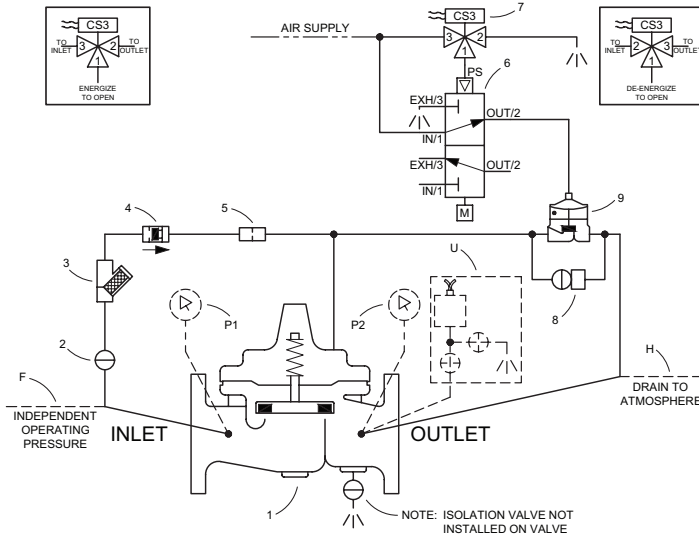 CS3
TO INLET
3
2
TO OUTLET
1
ENERGIZE
TO OPEN
AIR SUPPLY
CS3
7
3
2
1
PS
6
EXH/3
OUT/2
IN/1
EXH/3
OUT/2
IN/1
M
CS3
TO INLET
2
3
TO OUTLET
1
DE-ENERGIZE
TO OPEN
4
5
9
3
U
8
P1
P2
2
F
INDEPENDENT
OPERATING
PRESSURE
INLET
OUTLET
H
DRAIN TO
ATMOSPHERE
1
NOTE: ISOLATION VALVE NOT
INSTALLED ON VALVE